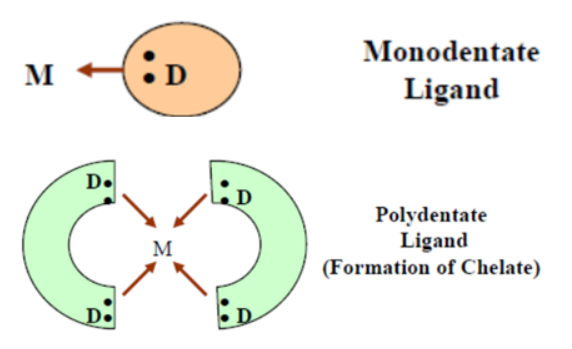 M D Monodentate
Ligand
D D
M
D D
Polydentate
Ligand
(Formation of Chelate)